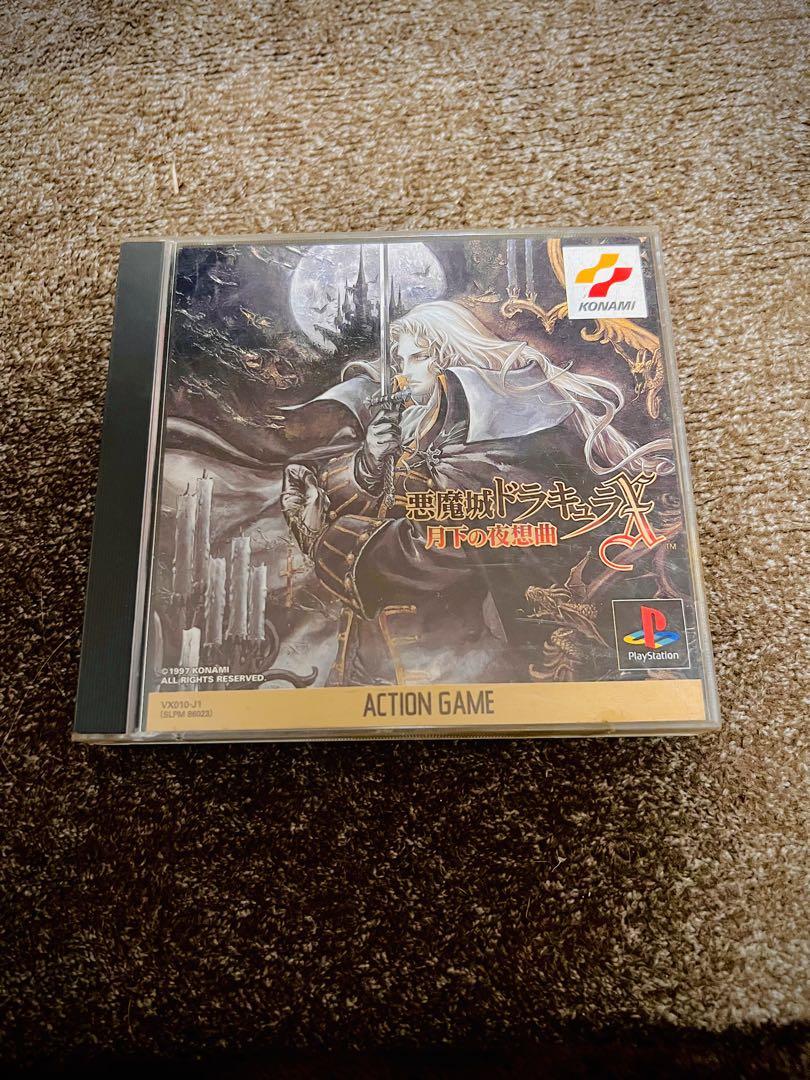 KONAMI
悪魔城ドラキュラX
TM
月下の夜想曲
PlayStation
©1997 KONAMI
ALL RIGHTS RESERVED.
VX010-J1
(SLPM 86023)
ACTION GAME